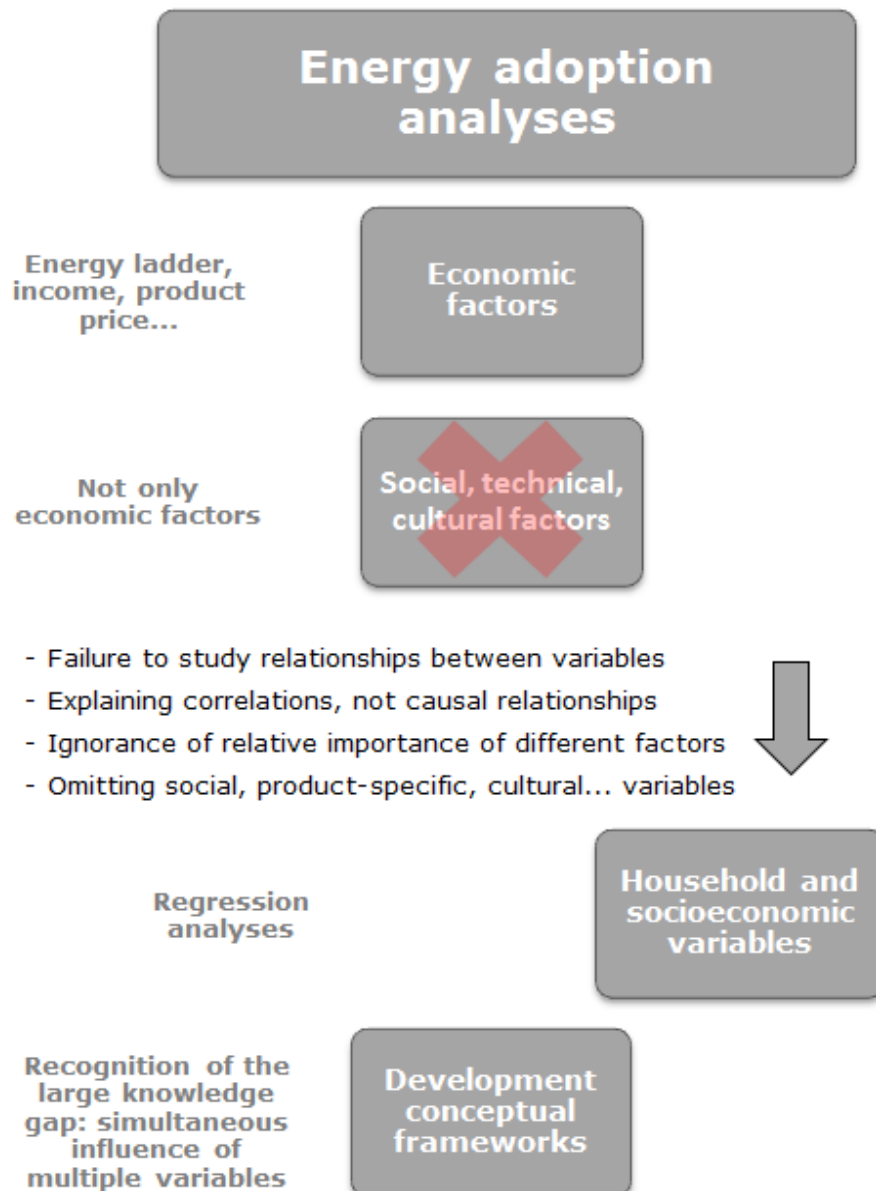 Energy adoption
analyses
Energy ladder,
income, product
price...
Economic
factors
Not only
economic factors
Social, technical,
cultural factors
- Failure to study relationships between variables
- Explaining correlations, not causal relationships
- Ignorance of relative importance of different factors
- Omitting social, product-specific, cultural... variables
Regression
analyses
Household and
socioeconomic
variables
Recognition of the
large knowledge
gap: simultaneous
influence of
multiple variables
Development
conceptual
frameworks